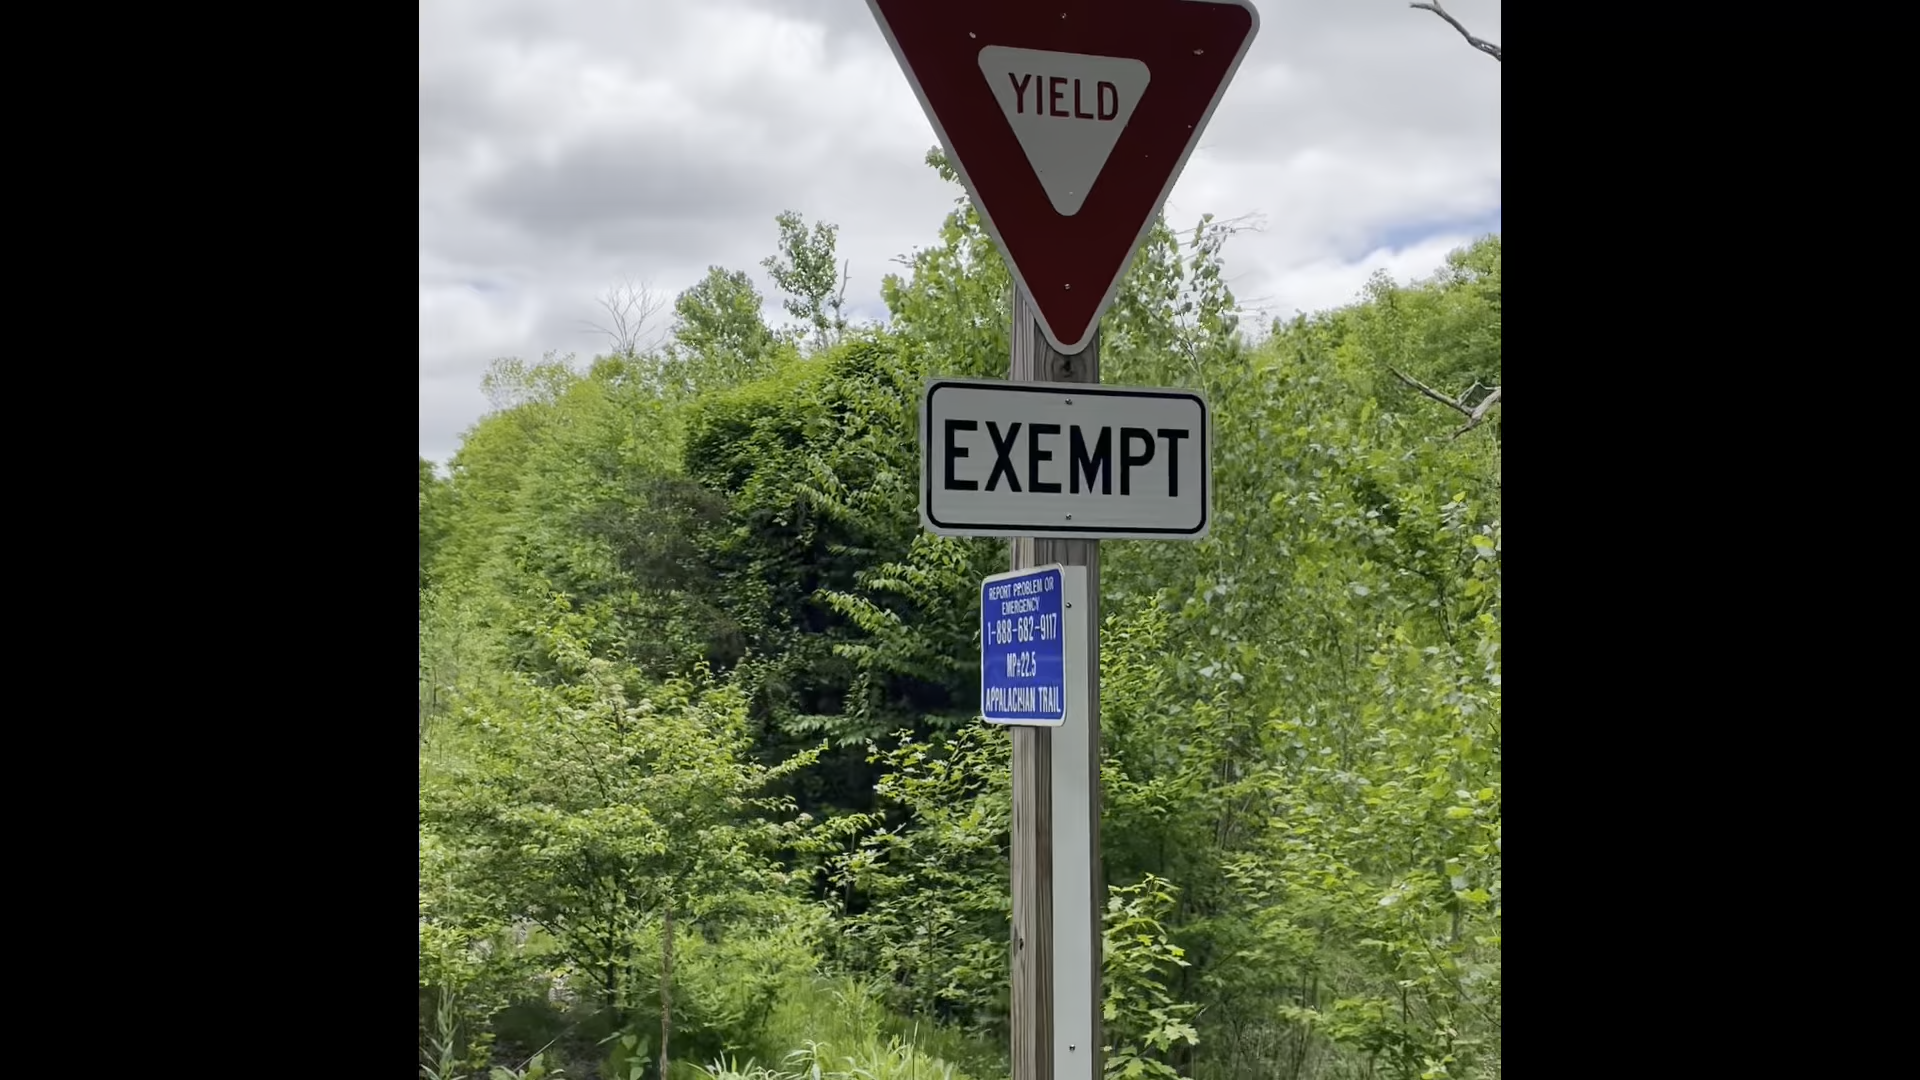 YIELD
EXEMPT
REPORT PROBLEM OR
EMERGENCY
1-888-682-9117
MP#22.5
APPALACHIAN TRAIL